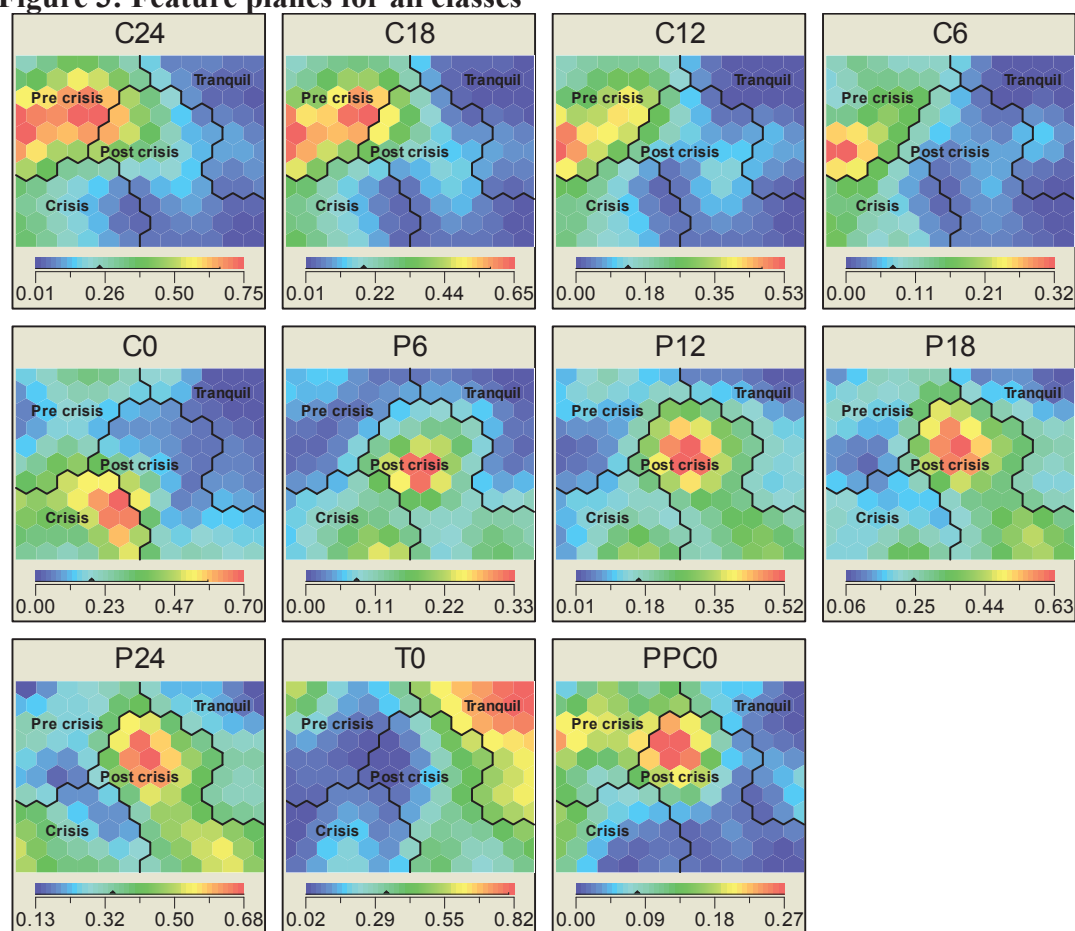 Figure 3: Feature planes for all classes
C24
Tranquil
Pre crisis
Post crisis
Crisis
0.01 0.26 0.50 0.75
C18
Tranquil
Pre crisis
Post crisis
Crisis
0.01 0.22 0.44 0.65
C12
Tranquil
Pre crisis
Post crisis
Crisis
0.00 0.18 0.35 0.53
C6
Tranquil
Pre crisis
Post crisis
Crisis
0.00 0.11 0.21 0.32
C0
Tranquil
Pre crisis
Post crisis
Crisis
0.00 0.23 0.47 0.70
P6
Tranquil
Pre crisis
Post crisis
Crisis
0.00 0.11 0.22 0.33
P12
Tranquil
Pre crisis
Post crisis
Crisis
0.01 0.18 0.35 0.52
P18
Tranquil
Pre crisis
Post crisis
Crisis
0.06 0.25 0.44 0.63
P24
Tranquil
Pre crisis
Post crisis
Crisis
0.13 0.32 0.50 0.68
T0
Tranquil
Pre crisis
Post crisis
Crisis
0.02 0.29 0.55 0.82
PPC0
Tranquil
Pre crisis
Post crisis
Crisis
0.00 0.09 0.18 0.27